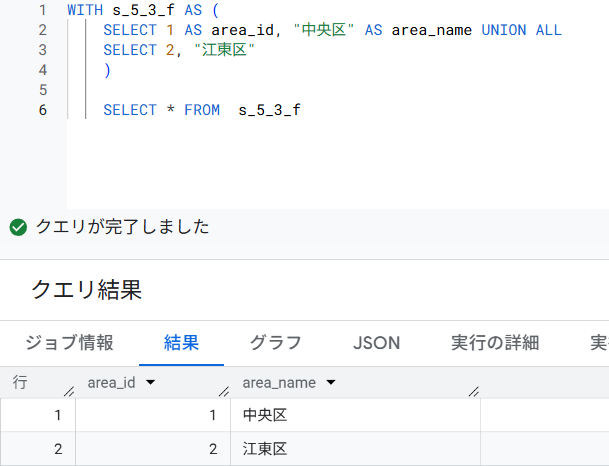 1 WITH s_5_3_f AS (
2 SELECT 1 AS area_id, "中央区" AS area_name UNION ALL
3 SELECT 2, "江東区"
4 )
5
6 SELECT * FROM  s_5_3_f
クエリが完了しました
クエリ結果
ジョブ情報 結果 グラフ JSON 実行の詳細
行 area_id area_name
1 1 中央区
2 2 江東区